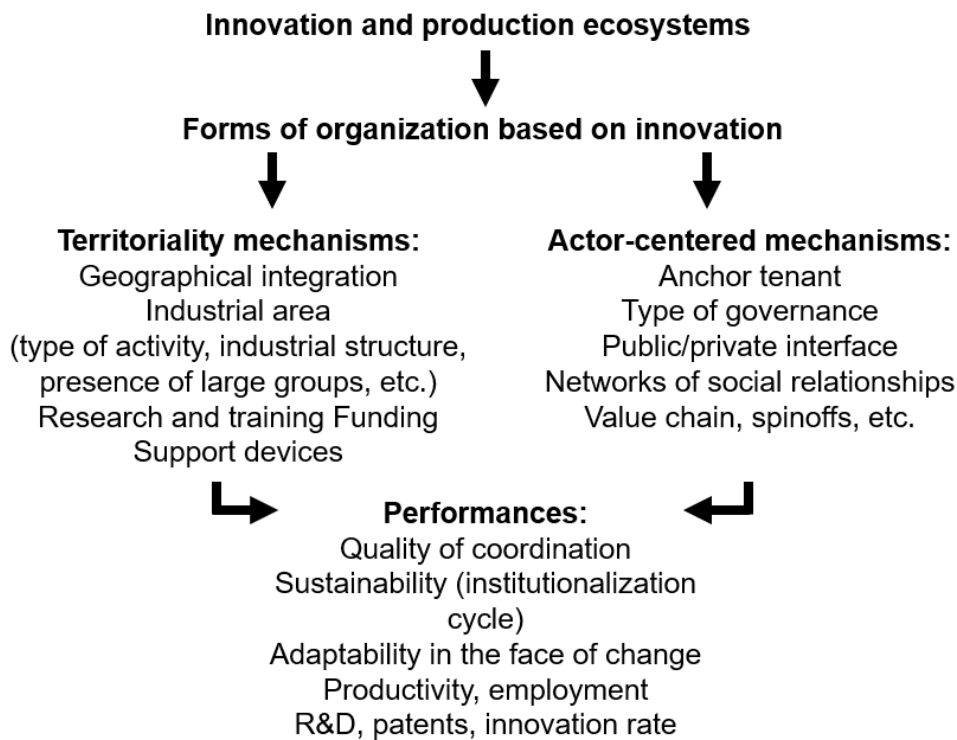 Innovation and production ecosystems
Forms of organization based on innovation
Territoriality mechanisms:
Geographical integration
Industrial area
(type of activity, industrial structure,
presence of large groups, etc.)
Research and training Funding
Support devices
Actor-centered mechanisms:
Anchor tenant
Type of governance
Public/private interface
Networks of social relationships
Value chain, spinoffs, etc.
Performances:
Quality of coordination
Sustainability (institutionalization
cycle)
Adaptability in the face of change
Productivity, employment
R&D, patents, innovation rate